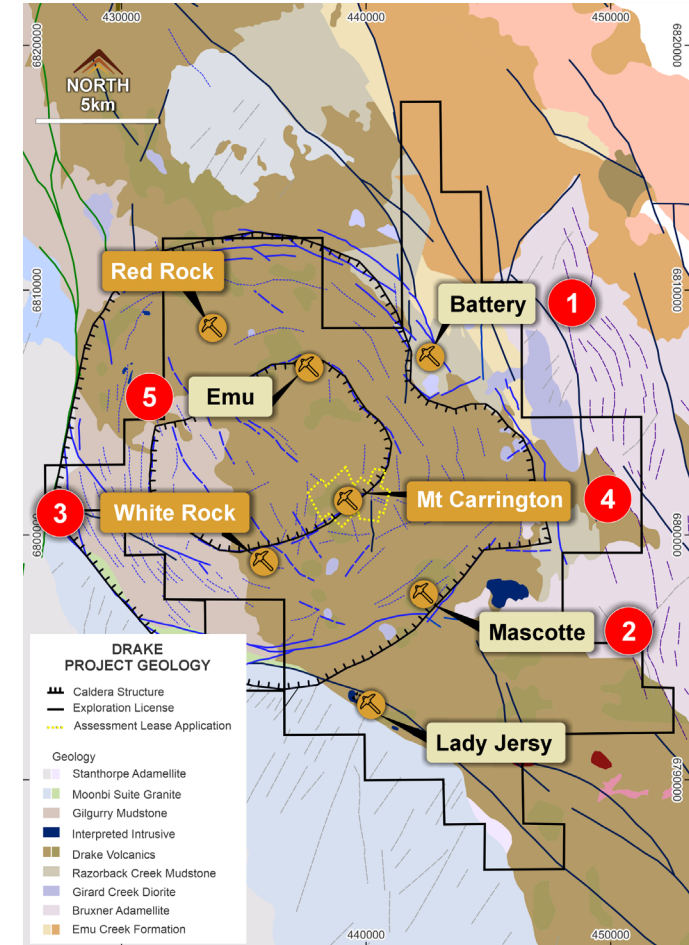 430000
440000
450000
6820000
6820000
NORTH
5km
6810000
6810000
Red Rock
Battery
1
Emu
5
Mt Carrington
4
3
White Rock
6800000
6800000
Mascotte
2
Lady Jersy
6790000
DRAKE
PROJECT GEOLOGY
Caldera Structure
Exploration License
Assessment Lease Application
Geology
Stanthorpe Adamellite
Moonbi Suite Granite
Gilgurry Mudstone
Interpreted Intrusive
Drake Volcanics
Razorback Creek Mudstone
Girard Creek Diorite
Bruxner Adamellite
Emu Creek Formation
440000
450000